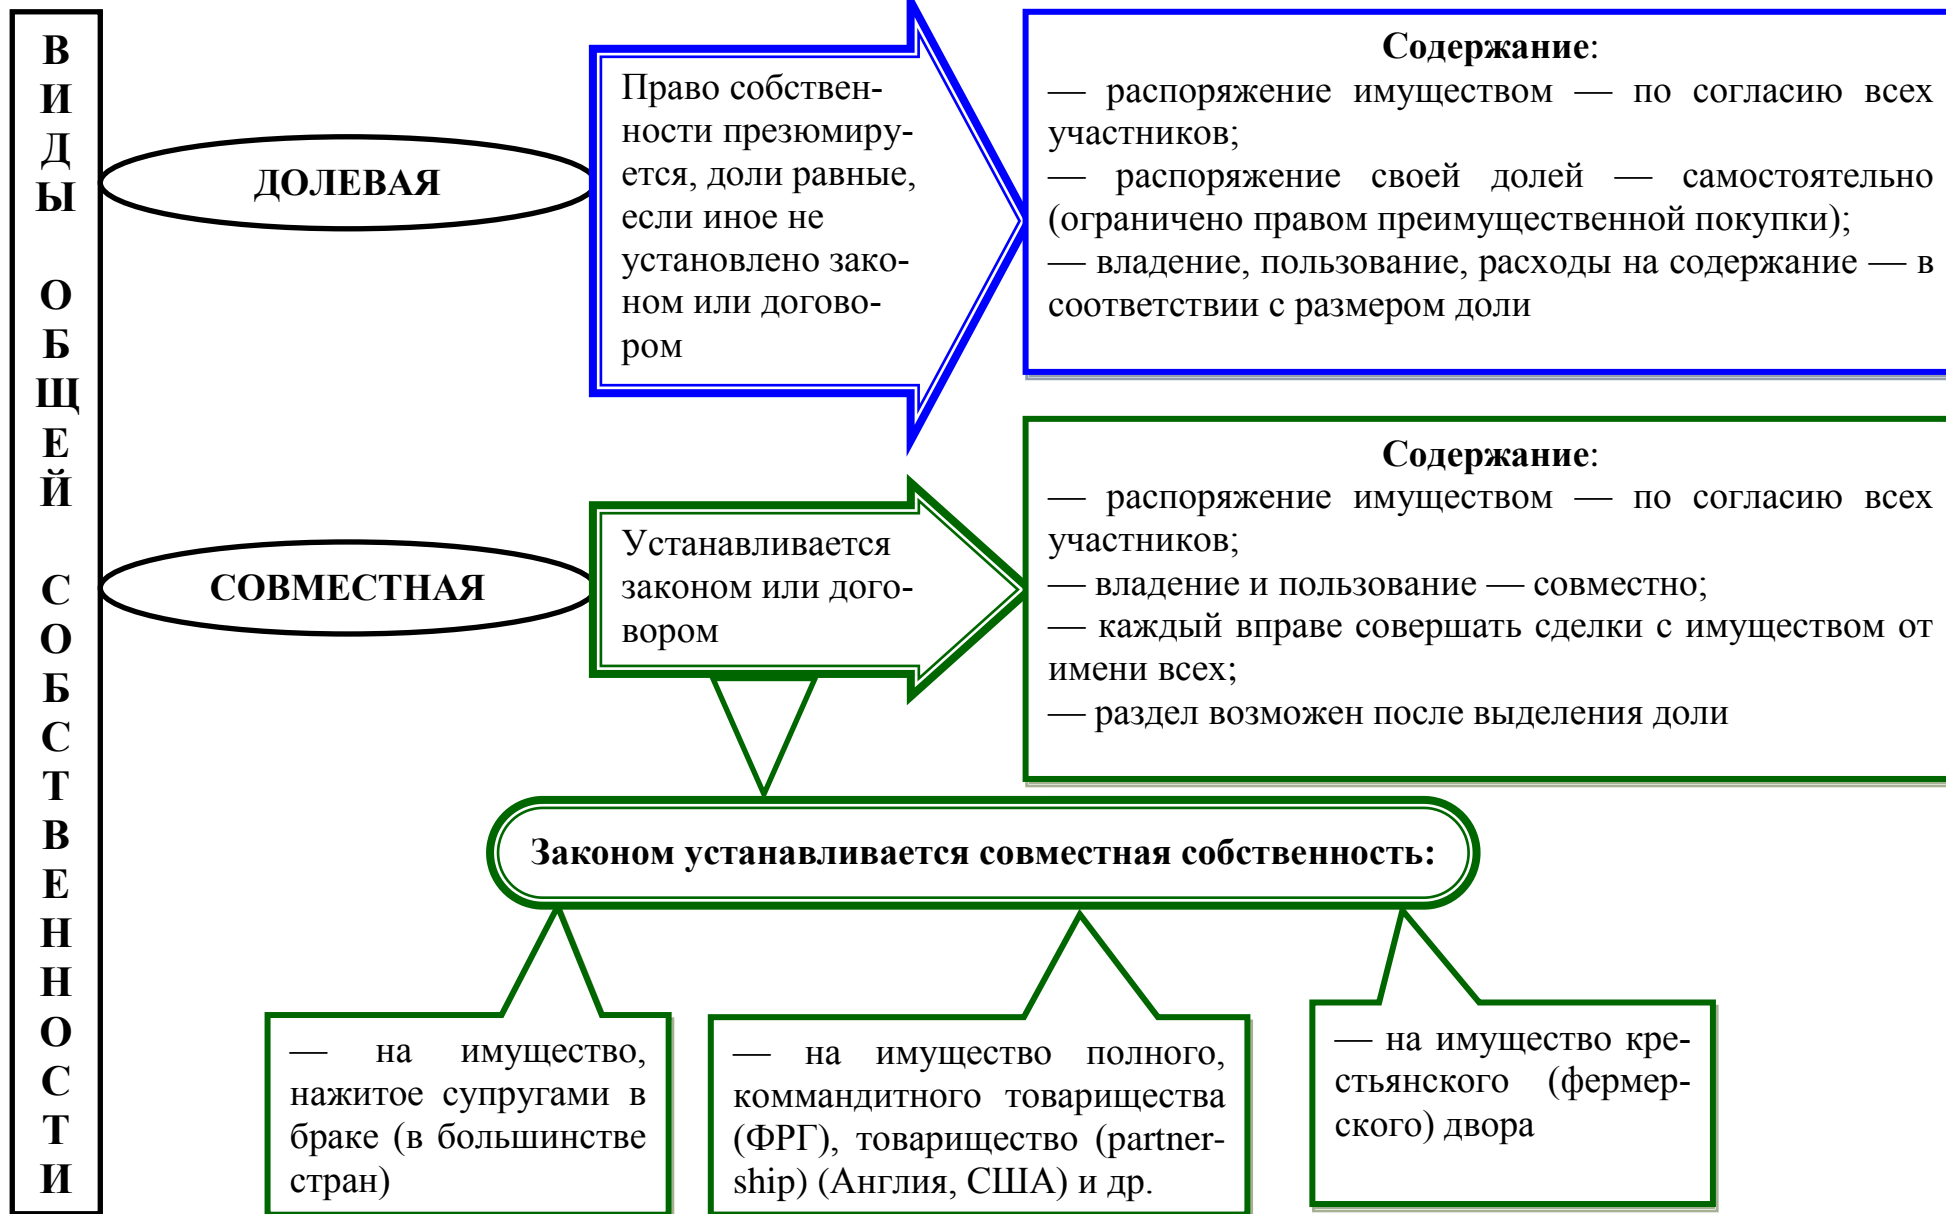 ВИДЫ ОБЩЕЙ СОБСТВЕННОСТИ
ДОЛЕВАЯ
Право собствен-
ности презюмиру-
ется, доли равные,
если иное не
установлено зако-
ном или догово-
ром
Содержание:
— распоряжение имуществом — по согласию всех
участников;
— распоряжение своей долей — самостоятельно
(ограничено правом преимущественной покупки);
— владение, пользование, расходы на содержание — в
соответствии с размером доли
СОВМЕСТНАЯ
Устанавливается
законом или дого-
вором
Содержание:
— распоряжение имуществом — по согласию всех
участников;
— владение и пользование — совместно;
— каждый вправе совершать сделки с имуществом от
имени всех;
— раздел возможен после выделения доли
Законом устанавливается совместная собственность:
— на имущество,
нажитое супругами в
браке (в большинстве
стран)
— на имущество полного,
коммандитного товарищества
(ФРГ), товарищество (partner-
ship) (Англия, США) и др.
— на имущество кре-
стьянского (фермер-
ского) двора